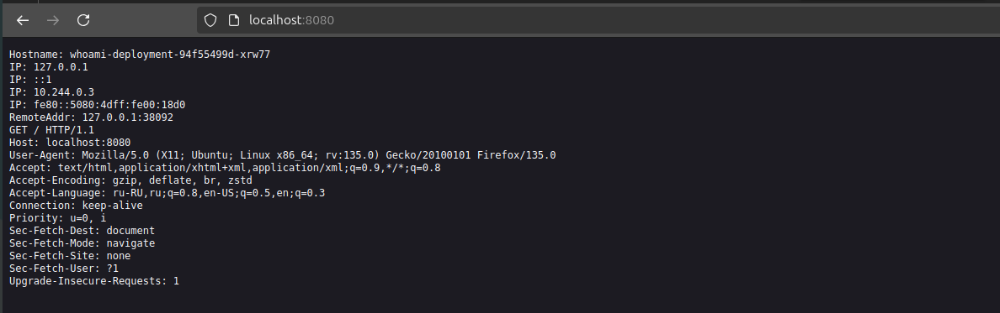 localhost:8080
Hostname: whoami-deployment-94f55499d-xrw77
IP: 127.0.0.1
IP: ::1
IP: 10.244.0.3
IP: fe80::5080:4dff:fe00:18d0
RemoteAddr: 127.0.0.1:38092
GET / HTTP/1.1
Host: localhost:8080
User-Agent: Mozilla/5.0 (X11; Ubuntu; Linux x86_64; rv:135.0) Gecko/20100101 Firefox/135.0
Accept: text/html,application/xhtml+xml,application/xml;q=0.9,*/*;q=0.8
Accept-Encoding: gzip, deflate, br, zstd
Accept-Language: ru-RU,ru;q=0.8,en-US;q=0.5,en;q=0.3
Connection: keep-alive
Priority: u=0, i
Sec-Fetch-Dest: document
Sec-Fetch-Mode: navigate
Sec-Fetch-Site: none
Sec-Fetch-User: ?1
Upgrade-Insecure-Requests: 1